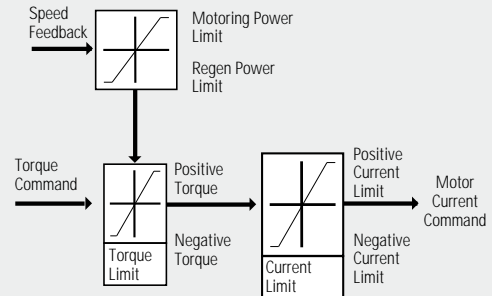 Speed
Feedback
Motoring Power
Limit
Regen Power
Limit
Torque
Command
Positive
Torque
Negative
Torque
Torque
Limit
Positive
Current
Limit
Negative
Current
Limit
Current
Limit
Motor
Current
Command